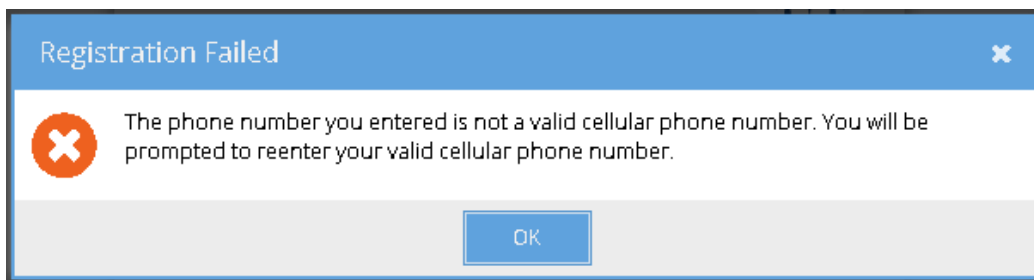 Registration Failed
The phone number you entered is not a valid cellular phone number. You will be
prompted to reenter your valid cellular phone number.
OK